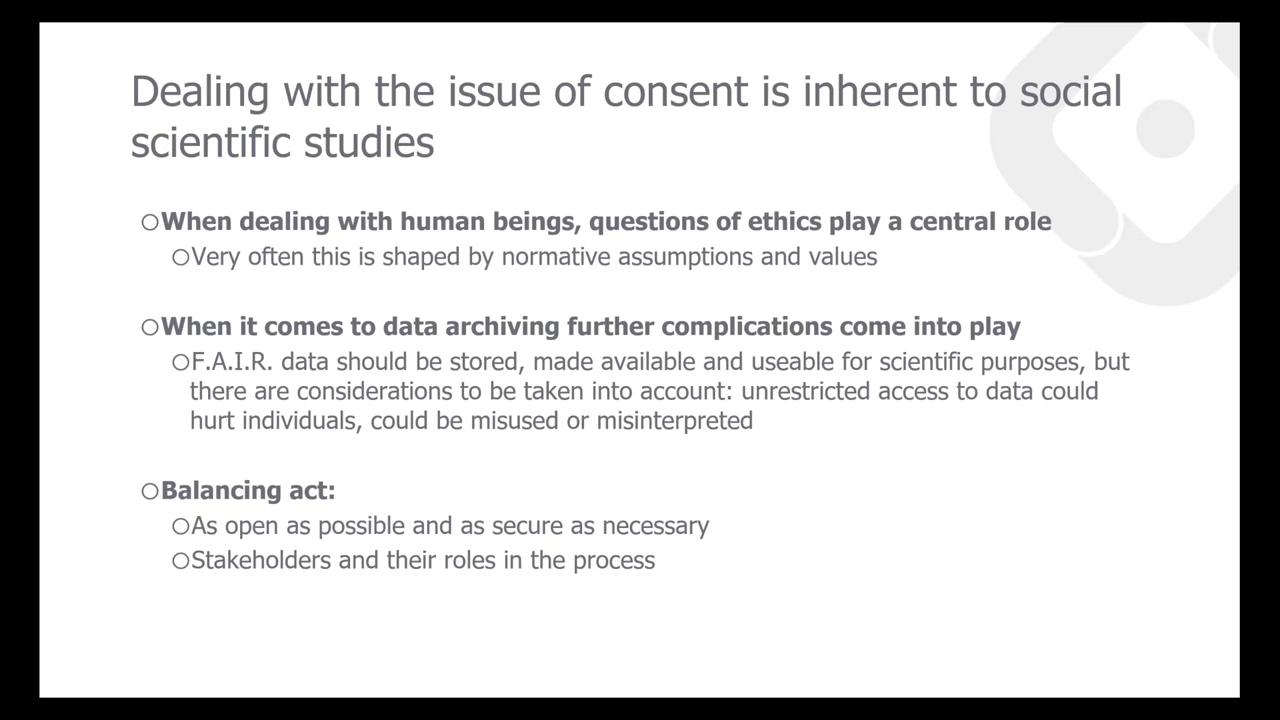 Dealing with the issue of consent is inherent to social
scientific studies
When dealing with human beings, questions of ethics play a central role
Very often this is shaped by normative assumptions and values
When it comes to data archiving further complications come into play
F.A.I.R. data should be stored, made available and useable for scientific purposes, but
there are considerations to be taken into account: unrestricted access to data could
hurt individuals, could be misused or misinterpreted
Balancing act:
As open as possible and as secure as necessary
Stakeholders and their roles in the process